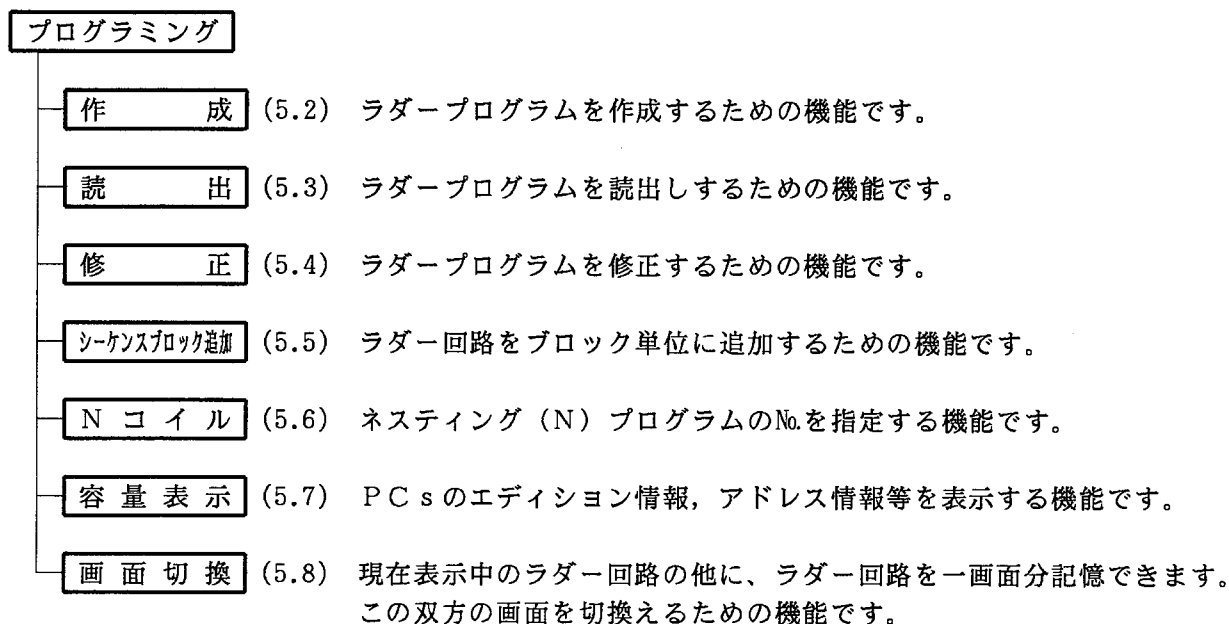 プログラミング
作成 (5.2) ラダープログラムを作成するための機能です。
読出 (5.3) ラダープログラムを読出しするための機能です。
修正 (5.4) ラダープログラムを修正するための機能です。
シーケンスブロック追加 (5.5) ラダー回路をブロック単位に追加するための機能です。
Nコイル (5.6) ネスティング(N)プログラムの№を指定する機能です。
容量表示 (5.7) PCsのエディション情報,アドレス情報等を表示する機能です。
画面切換 (5.8) 現在表示中のラダー回路の他に、ラダー回路を一画面分記憶できます。
この双方の画面を切換えるための機能です。